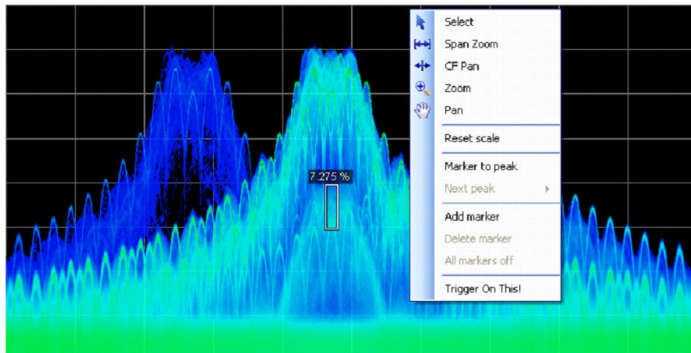 Select
Span Zoom
CF Pan
Zoom
Pan
Reset scale
Marker to peak
7.275 %
Next peak
Add marker
Delete marker
All markers off
Trigger On This!